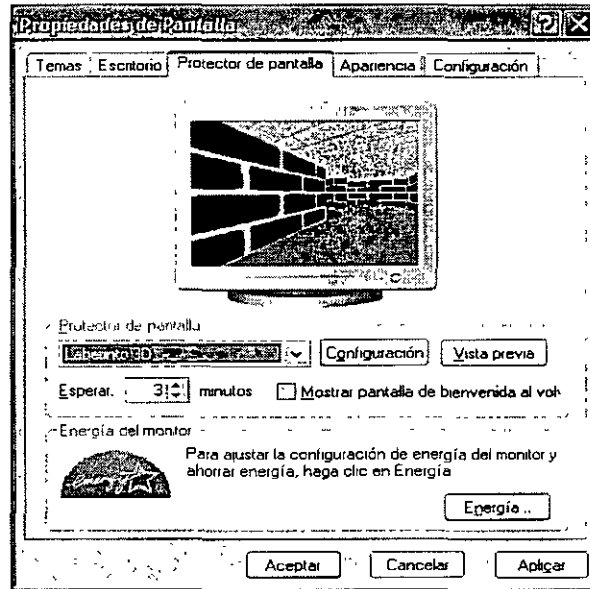 Propiedades de Pantalla
Temas Escritorio Protector de pantalla Apariencia Configuración
Protector de pantalla
Laberinto3D Configuración Vista previa
Esperar. 3 minutos Mostrar pantalla de bienvenida al vol
Energía del monitor
Para ajustar la configuración de energía del monitor y
ahorrar energía, haga clic en Energía
energy
Energía ..
Aceptar Cancelar Aplicar